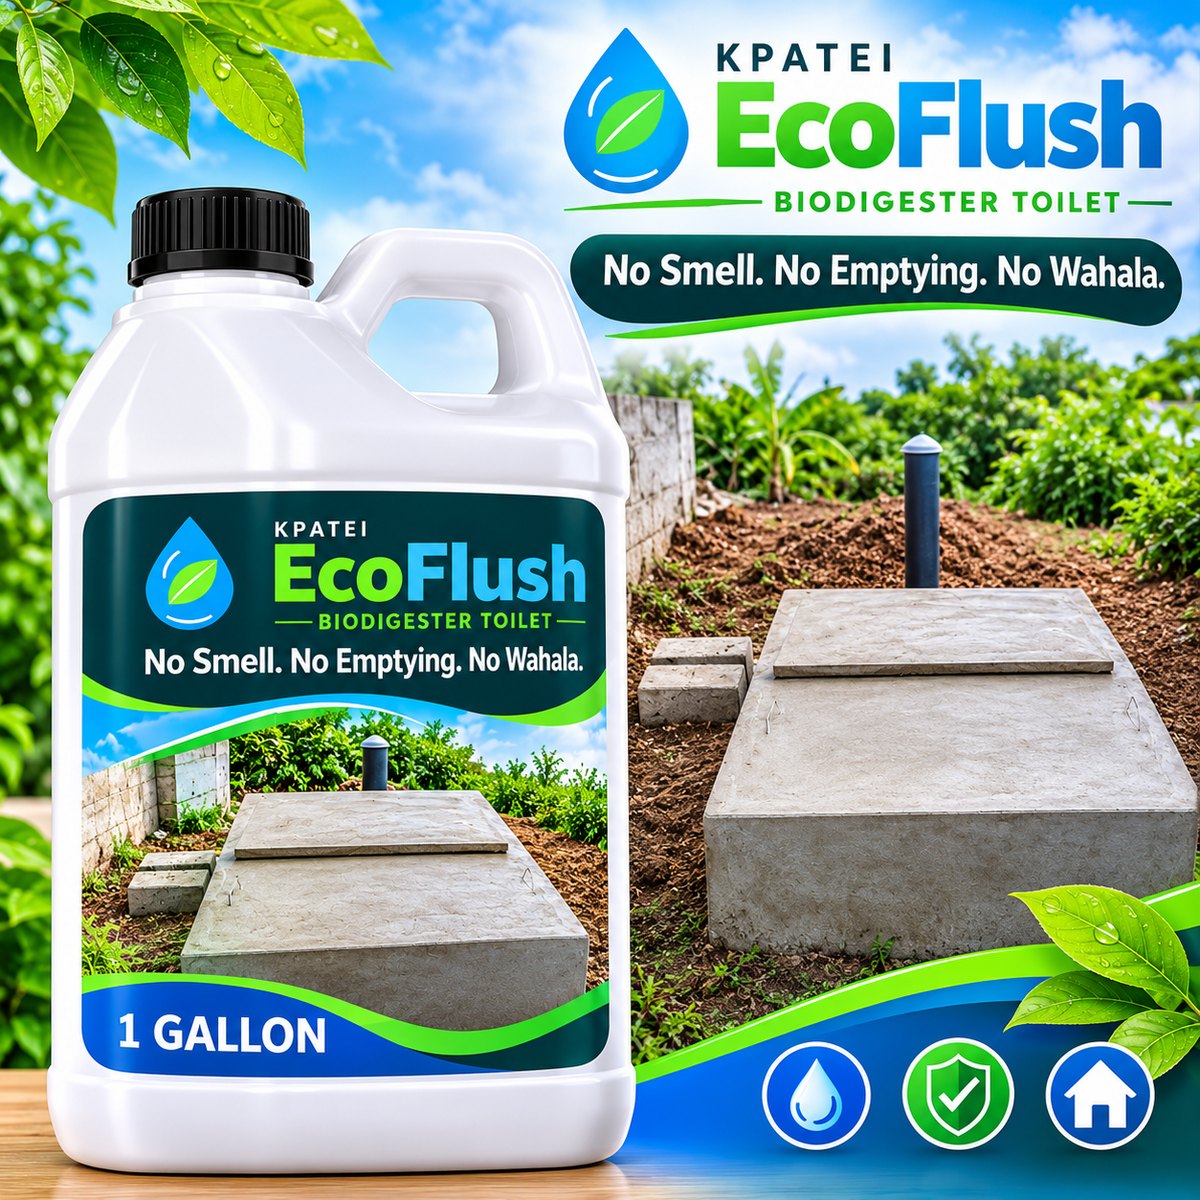 KPATEI
EcoFlush
BIODIGESTER TOILET
No Smell. No Emptying. No Wahala.
KPATEI
EcoFlush
BIODIGESTER TOILET
No Smell. No Emptying. No Wahala.
1 GALLON